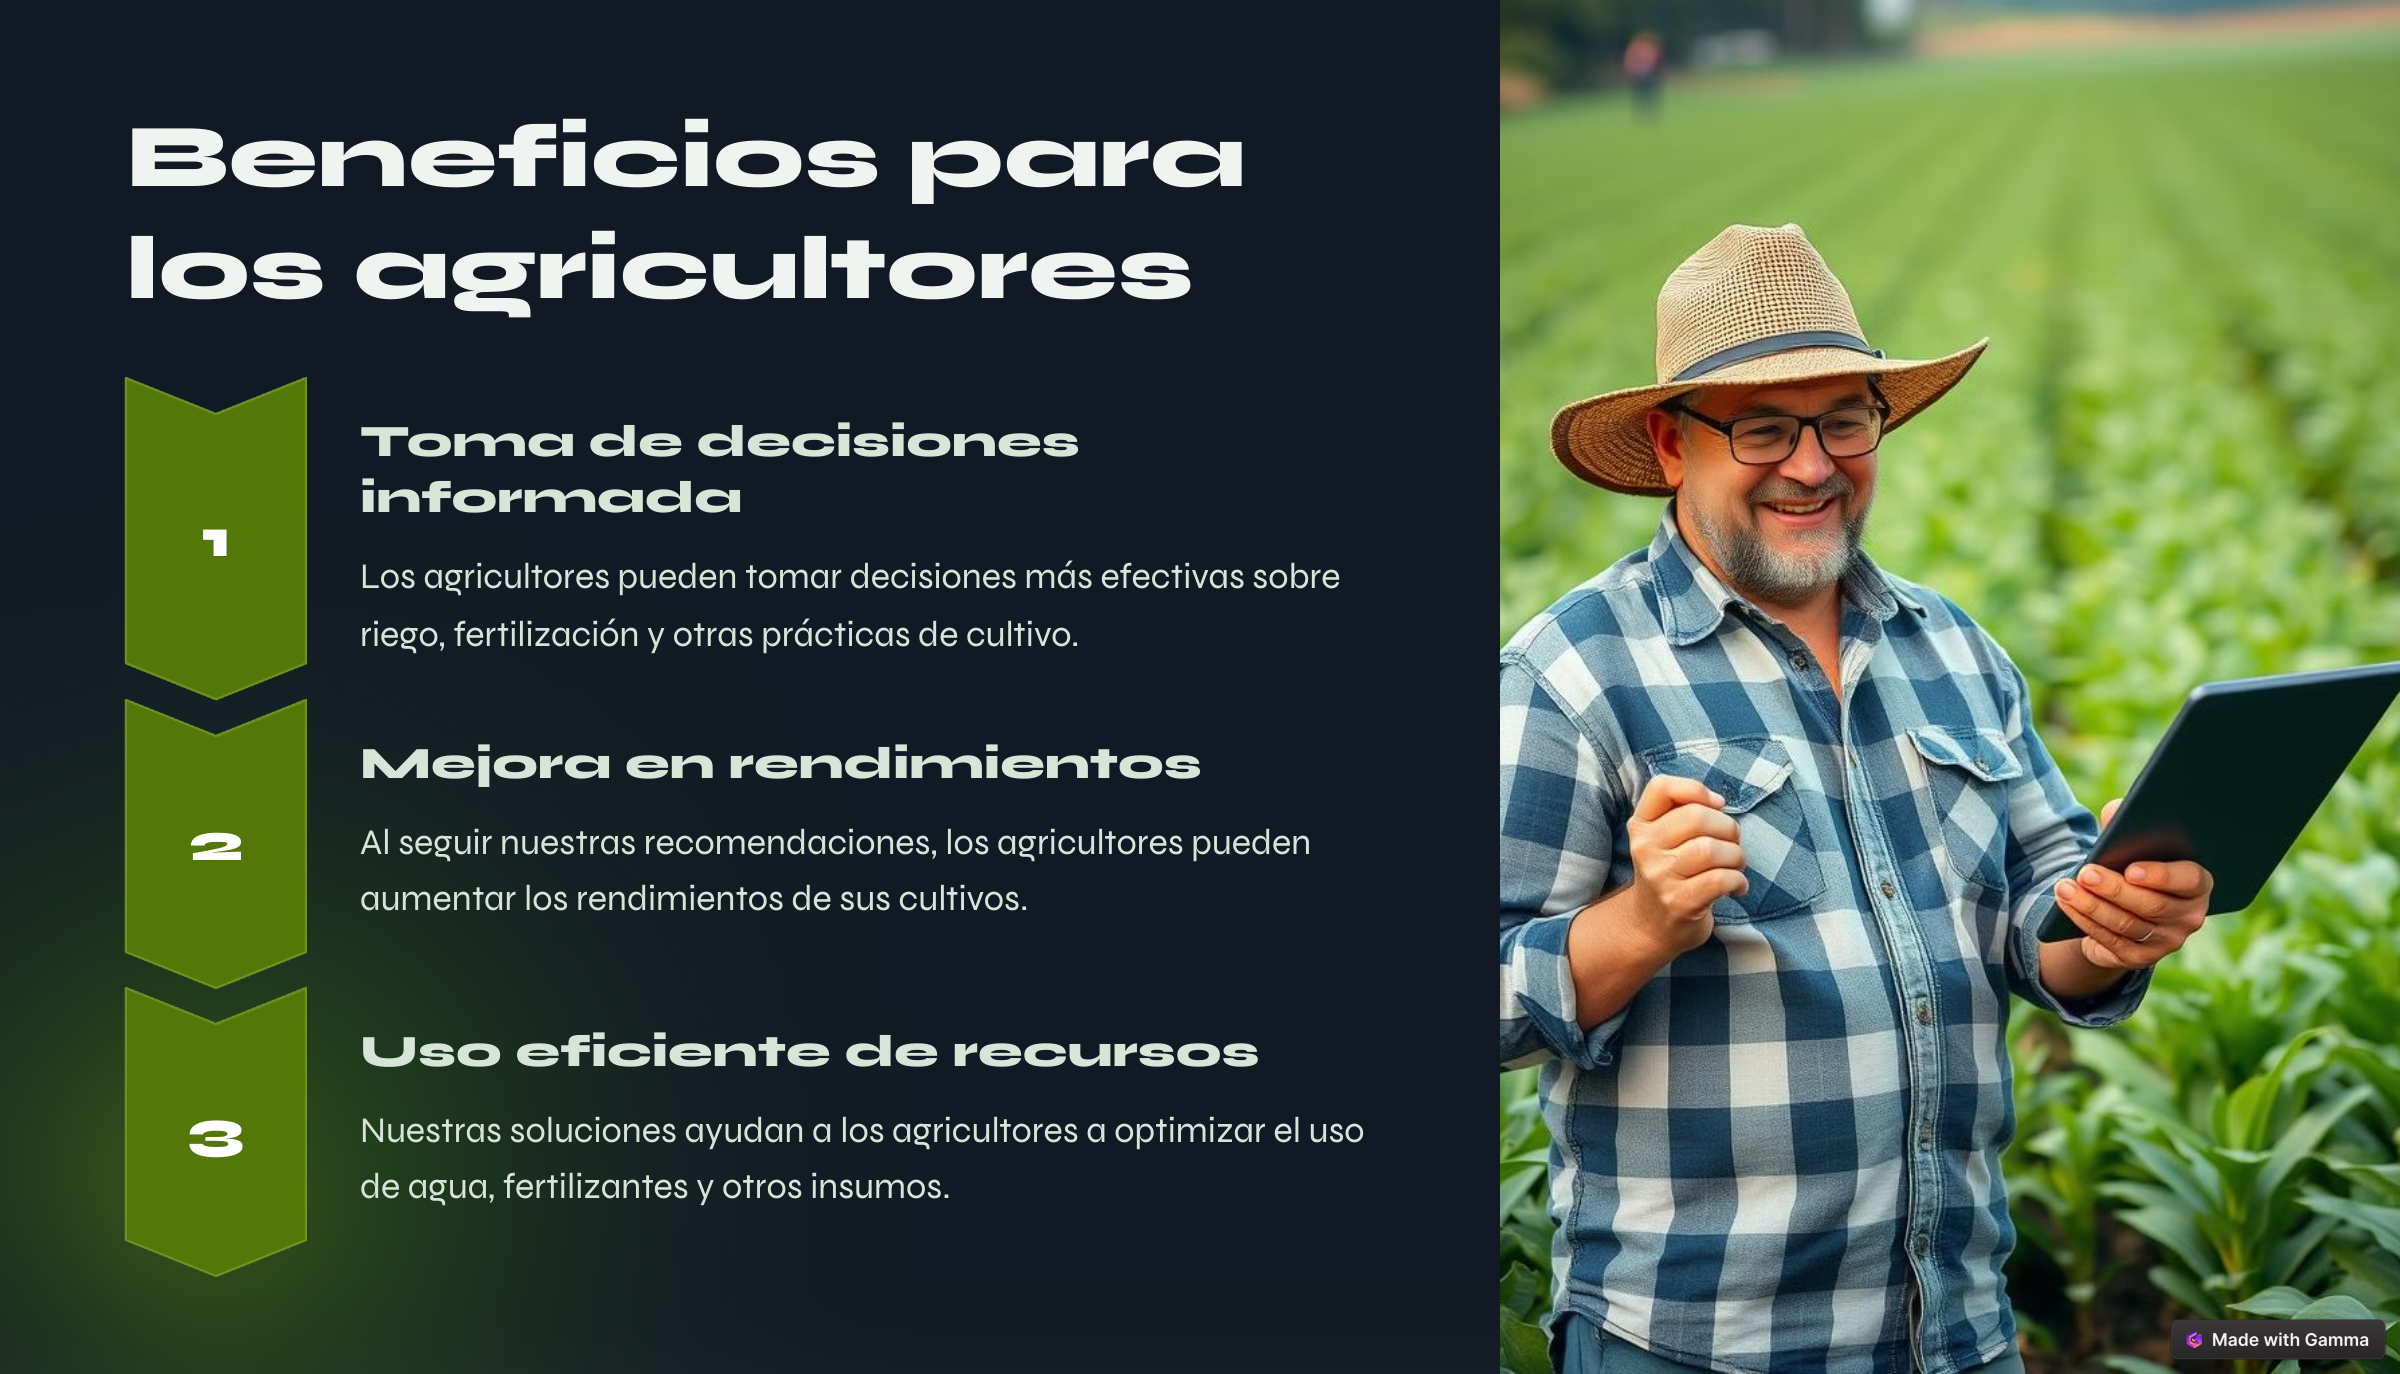 Beneficios para
los agricultores
1
Toma de decisiones
informada
Los agricultores pueden tomar decisiones más efectivas sobre
riego, fertilización y otras prácticas de cultivo.
2
Mejora en rendimientos
Al seguir nuestras recomendaciones, los agricultores pueden
aumentar los rendimientos de sus cultivos.
3
Uso eficiente de recursos
Nuestras soluciones ayudan a los agricultores a optimizar el uso
de agua, fertilizantes y otros insumos.
Made with Gamma